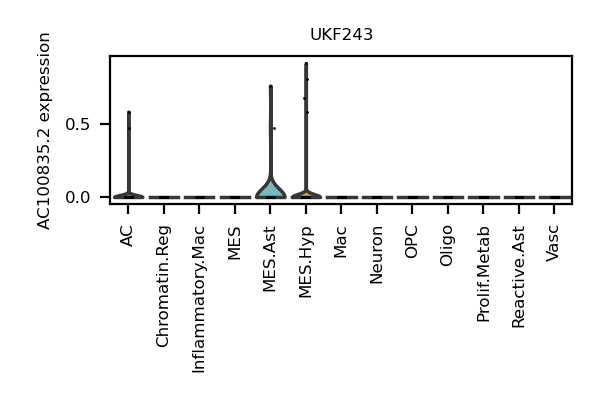 UKF243
AC100835.2 expression
0.5
0.0
AC
Chromatin.Reg
Inflammatory.Mac
MES
MES.Ast
MES.Hyp
Mac
Neuron
OPC
Oligo
Prolif.Metab
Reactive.Ast
Vasc